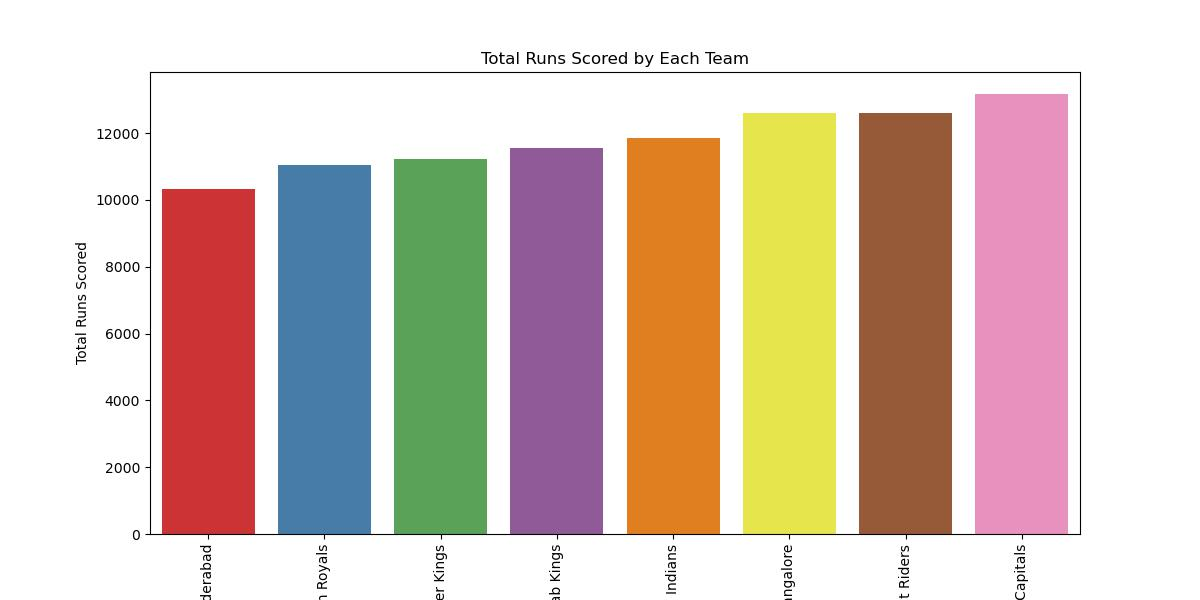 Total Runs Scored by Each Team
Total Runs Scored
12000
10000
8000
6000
4000
2000
0
derabad
Royals
er Kings
ab Kings
Indians
angalore
t Riders
Capitals